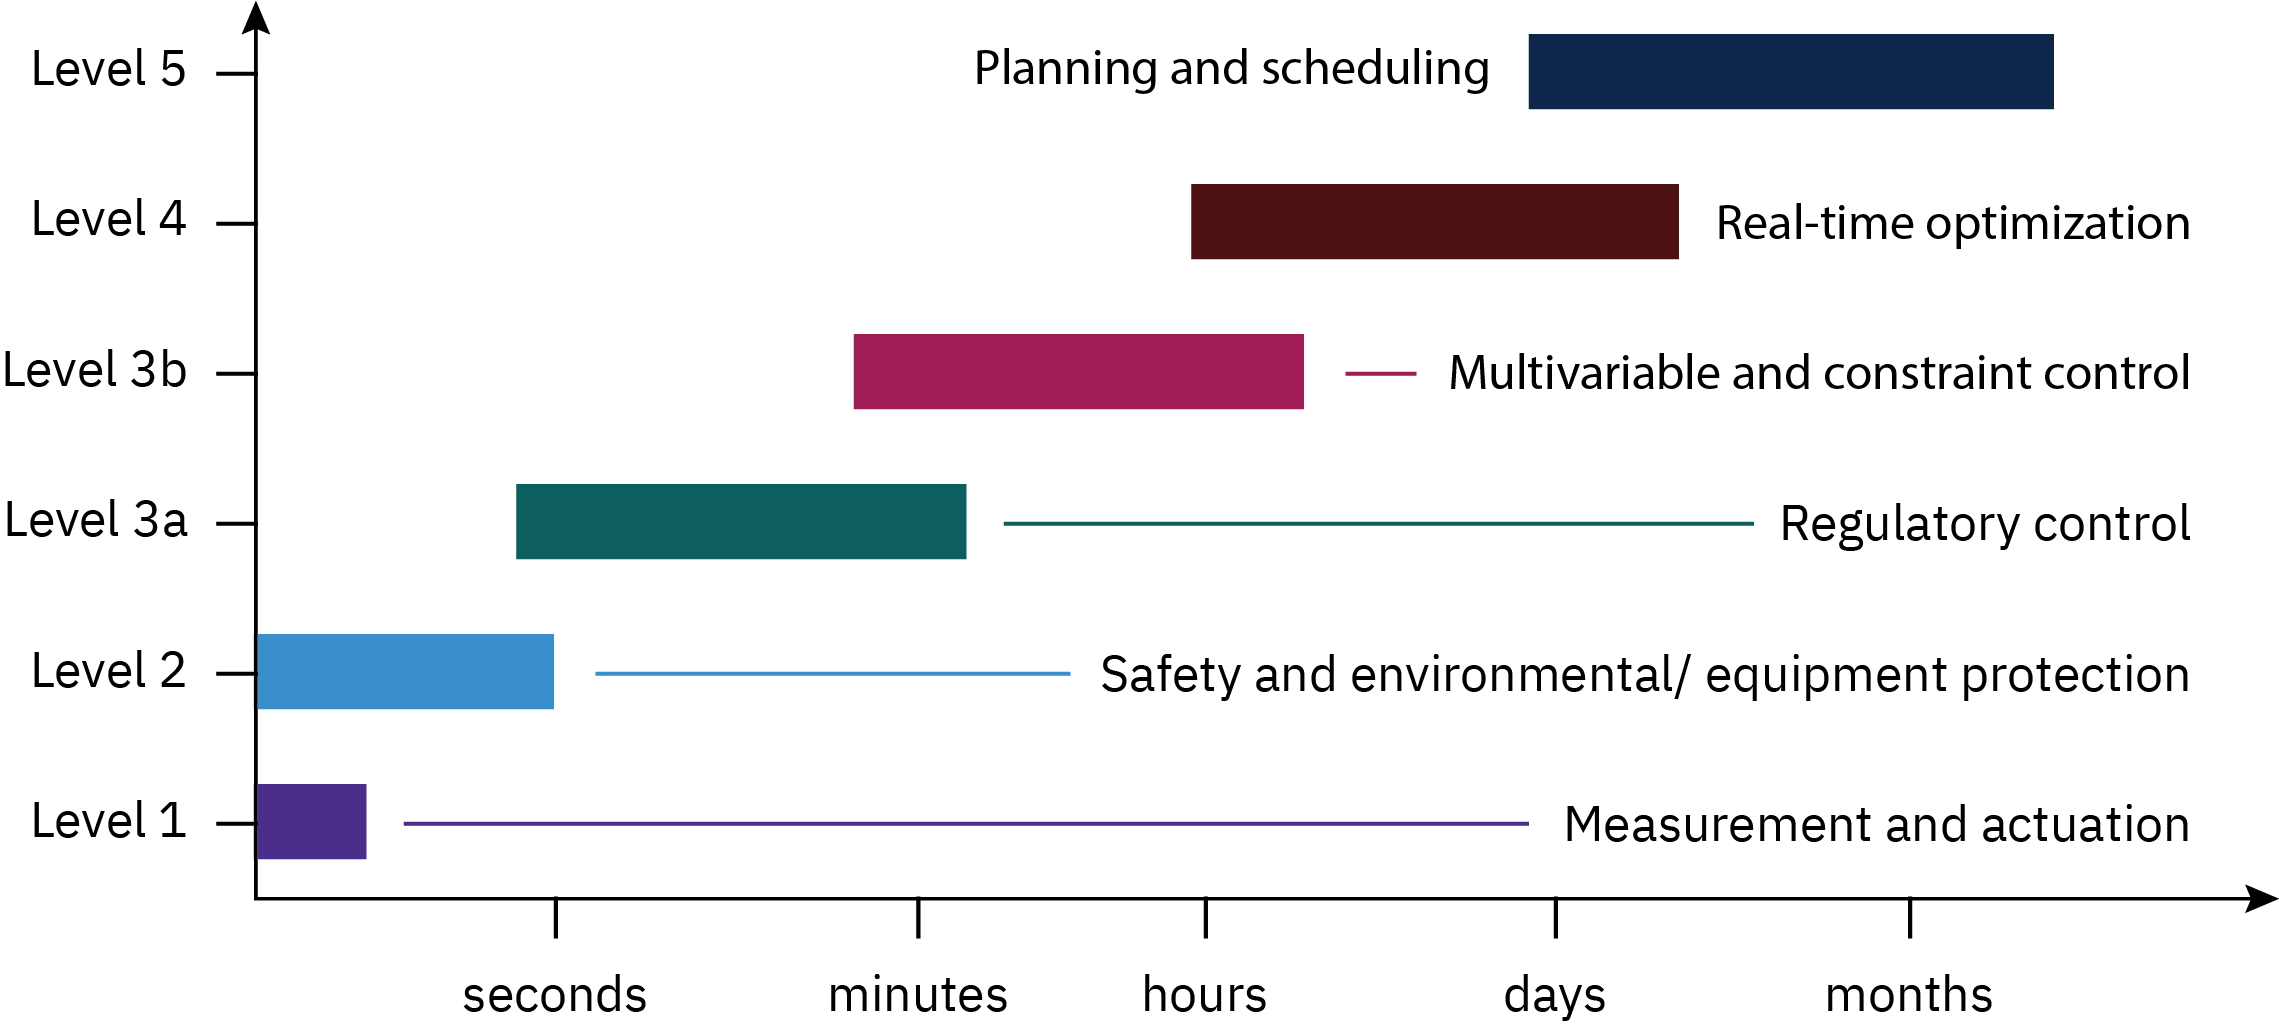 Level 5
Planning and scheduling
Level 4
Real-time optimization
Level 3b
Multivariable and constraint control
Level 3a
Regulatory control
Level 2
Safety and environmental/ equipment protection
Level 1
Measurement and actuation
seconds
minutes
hours
days
months